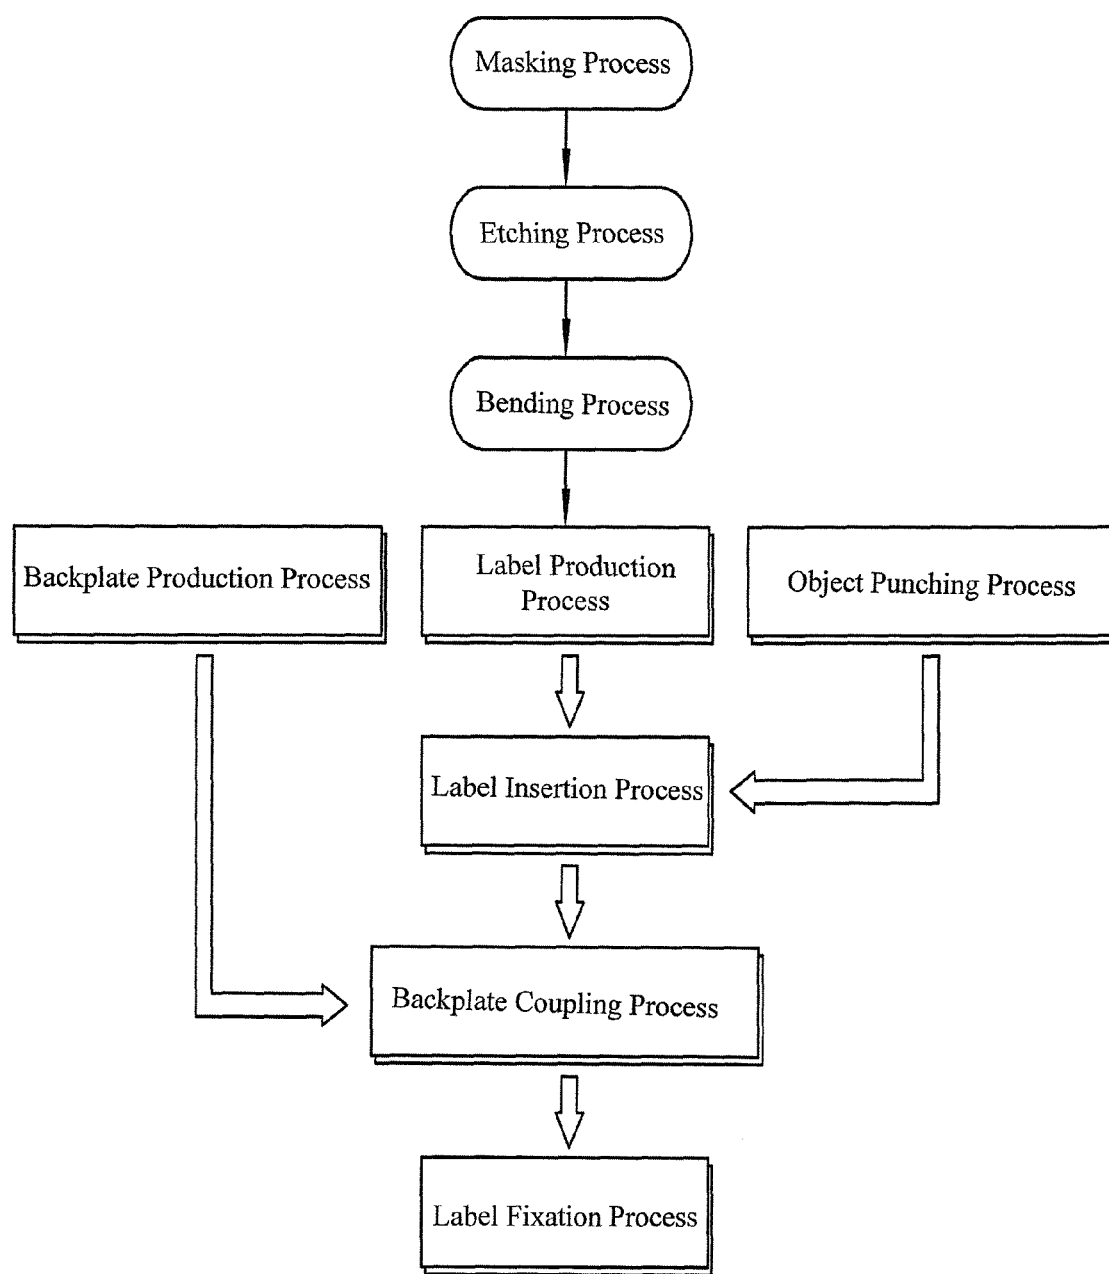 Masking Process
Etching Process
Bending Process
Backplate Production Process
Label Production
Process
Object Punching Process
Label Insertion Process
Backplate Coupling Process
Label Fixation Process